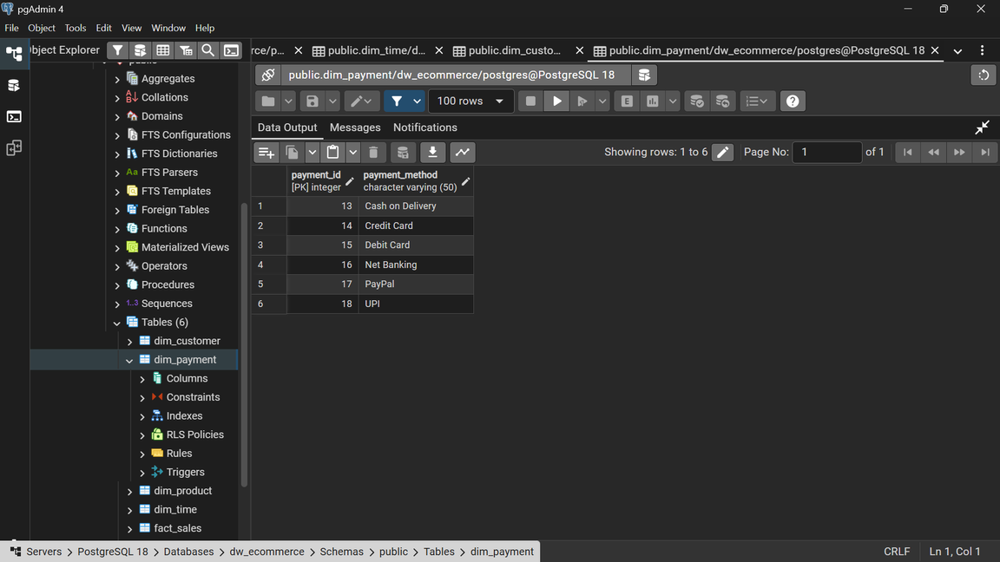 pgAdmin 4
File Object Tools Edit View Window Help
bject Explorer
rce/p...
public.dim_time/d...
public.dim_custo...
public.dim_payment/dw_ecommerce/postgres@PostgreSQL 18
public.dim_payment/dw_ecommerce/postgres@PostgreSQL 18
100 rows
E
Data Output Messages Notifications
Showing rows: 1 to 6 Page No: 1 of 1
payment_id
[PK] integer
payment_method
character varying (50)
1 13 Cash on Delivery
2 14 Credit Card
3 15 Debit Card
4 16 Net Banking
5 17 PayPal
6 18 UPI
public
Aggregates
Collations
Domains
FTS Configurations
FTS Dictionaries
Aa FTS Parsers
FTS Templates
Foreign Tables
Functions
Materialized Views
Operators
Procedures
1..3 Sequences
Tables (6)
dim_customer
dim_payment
Columns
Constraints
Indexes
RLS Policies
Rules
Triggers
dim_product
dim_time
fact_sales
Servers > PostgreSQL 18 > Databases > dw_ecommerce > Schemas > public > Tables > dim_payment
CRLF Ln 1, Col 1